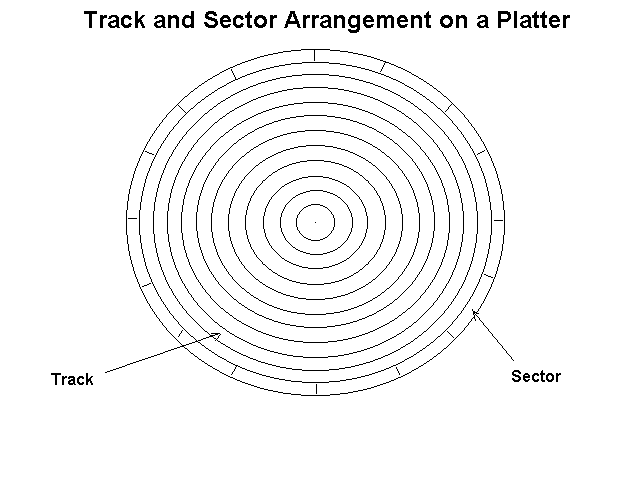 Track and Sector Arrangement on a Platter
Track
Sector